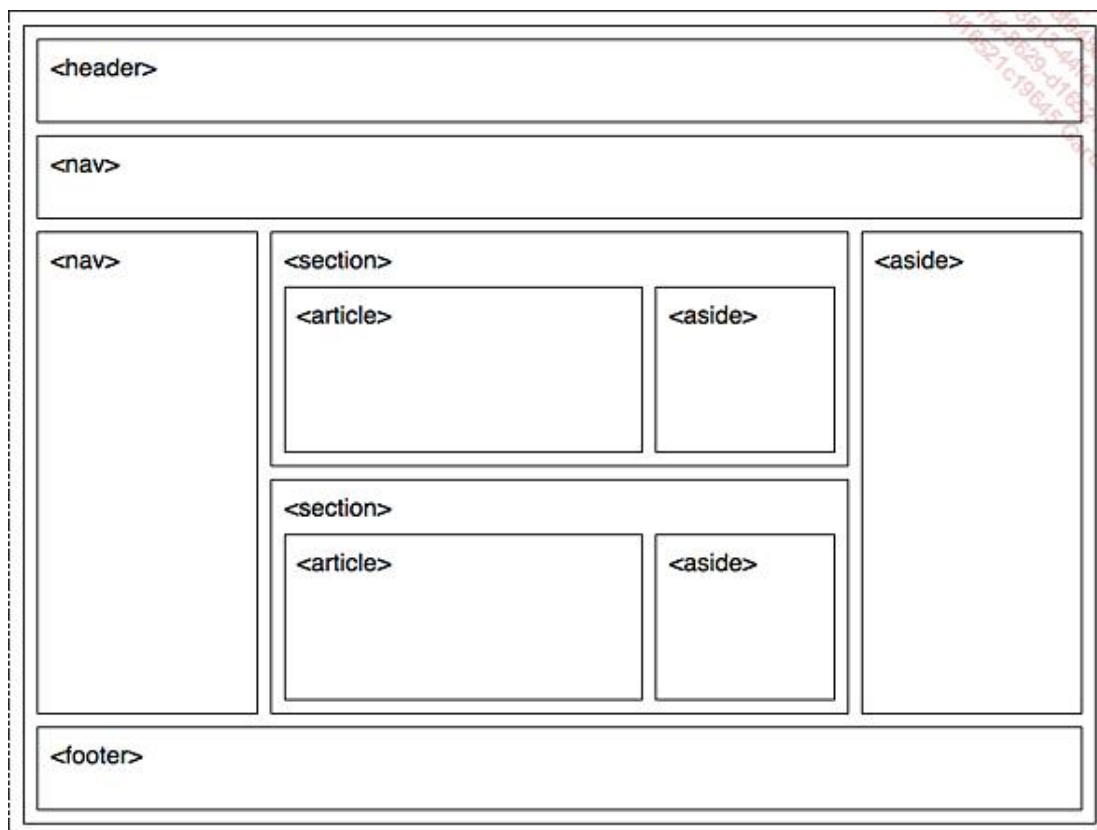 <header>
<nav>
<nav>
<section>
<aside>
<article>
<aside>
<section>
<article>
<aside>
<footer>